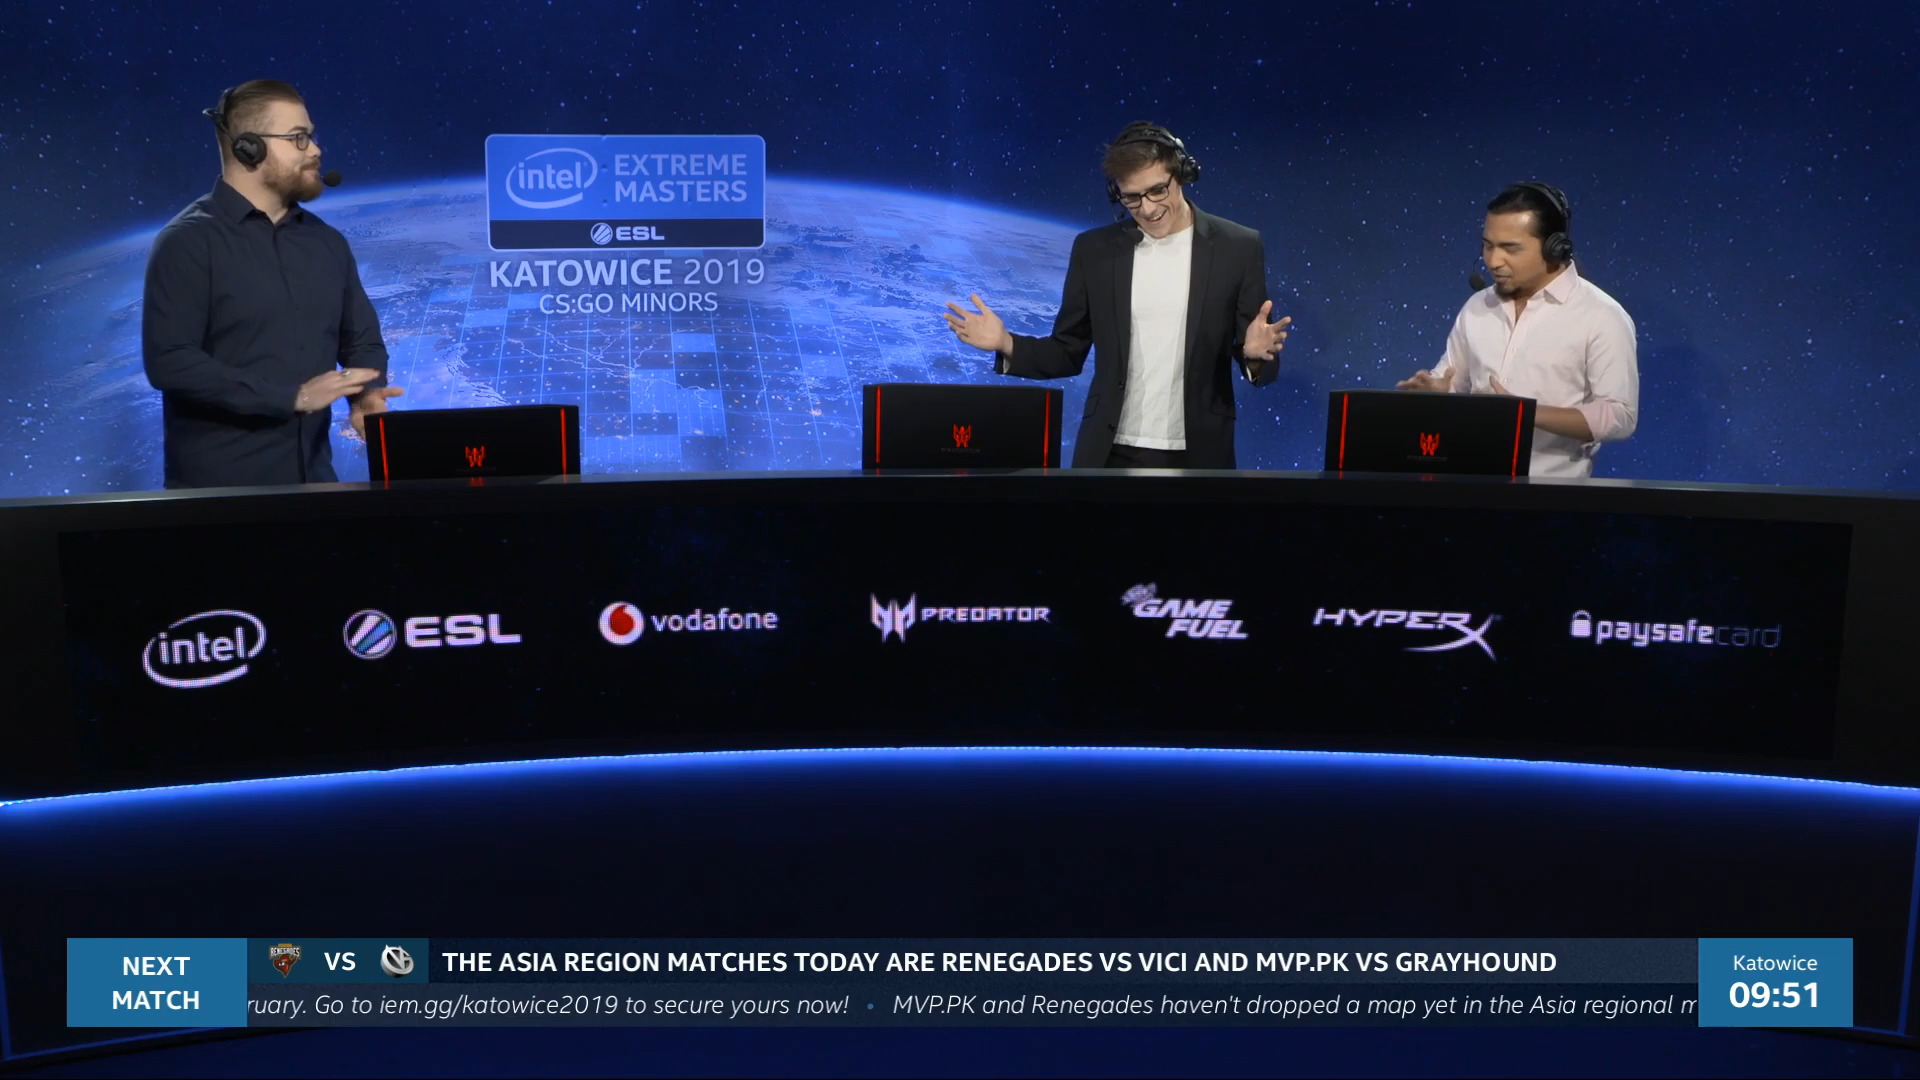 intel
EXTREME
MASTERS
ESL
KATOWICE 2019
CS:GO MINORS
intel
ESL
vodafone
PREDATOR
GAME
FUEL
HYPERX
paysafecard
NEXT
MATCH
RENEGADES
VS
THE ASIA REGION MATCHES TODAY ARE RENEGADES VS VICI AND MVP.PK VS GRAYHOUND
ruary. Go to iem.gg/katowice2019 to secure yours now! • MVP.PK and Renegades haven't dropped a map yet in the Asia regional m
Katowice
09:51